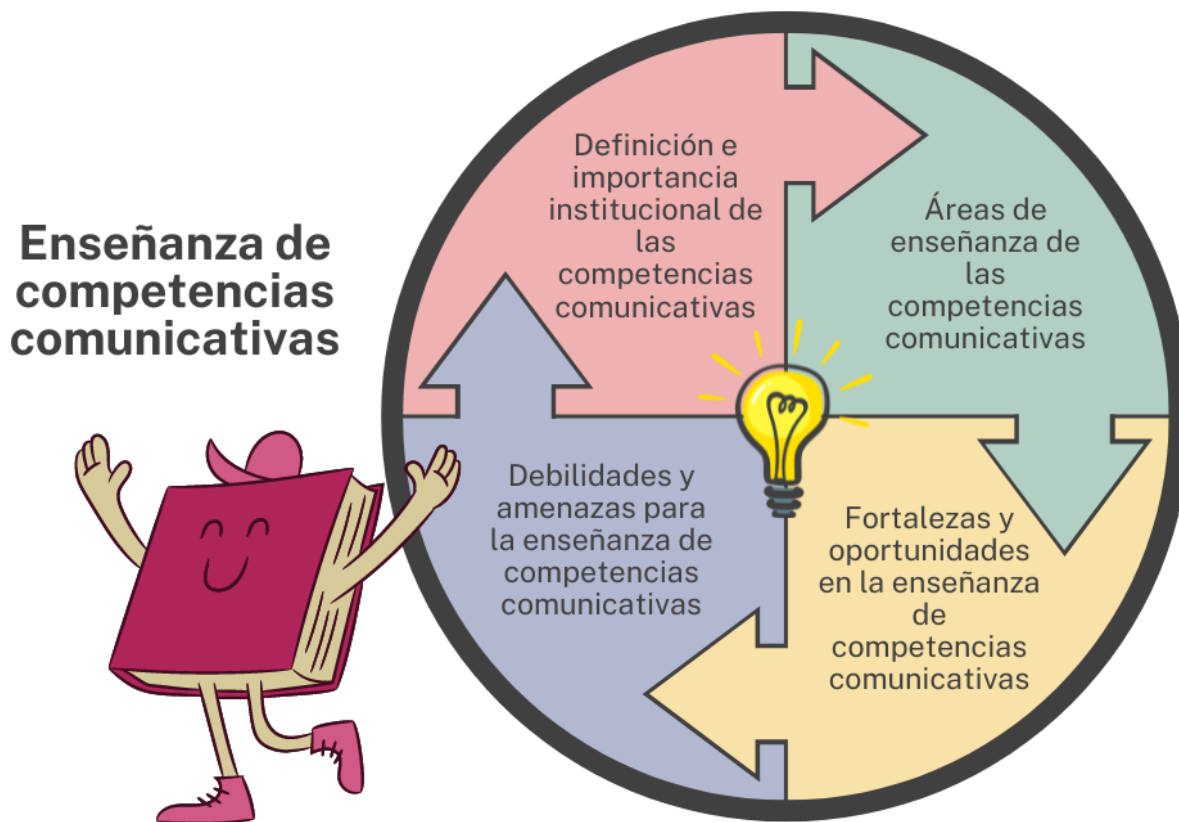 Enseñanza de
competencias
comunicativas
Definición e
importancia
institucional de
las
competencias
comunicativas
Áreas de
enseñanza de
las
competencias
comunicativas
Fortalezas y
oportunidades
en la enseñanza
de
competencias
comunicativas
Debilidades y
amenazas para
la enseñanza de
competencias
comunicativas